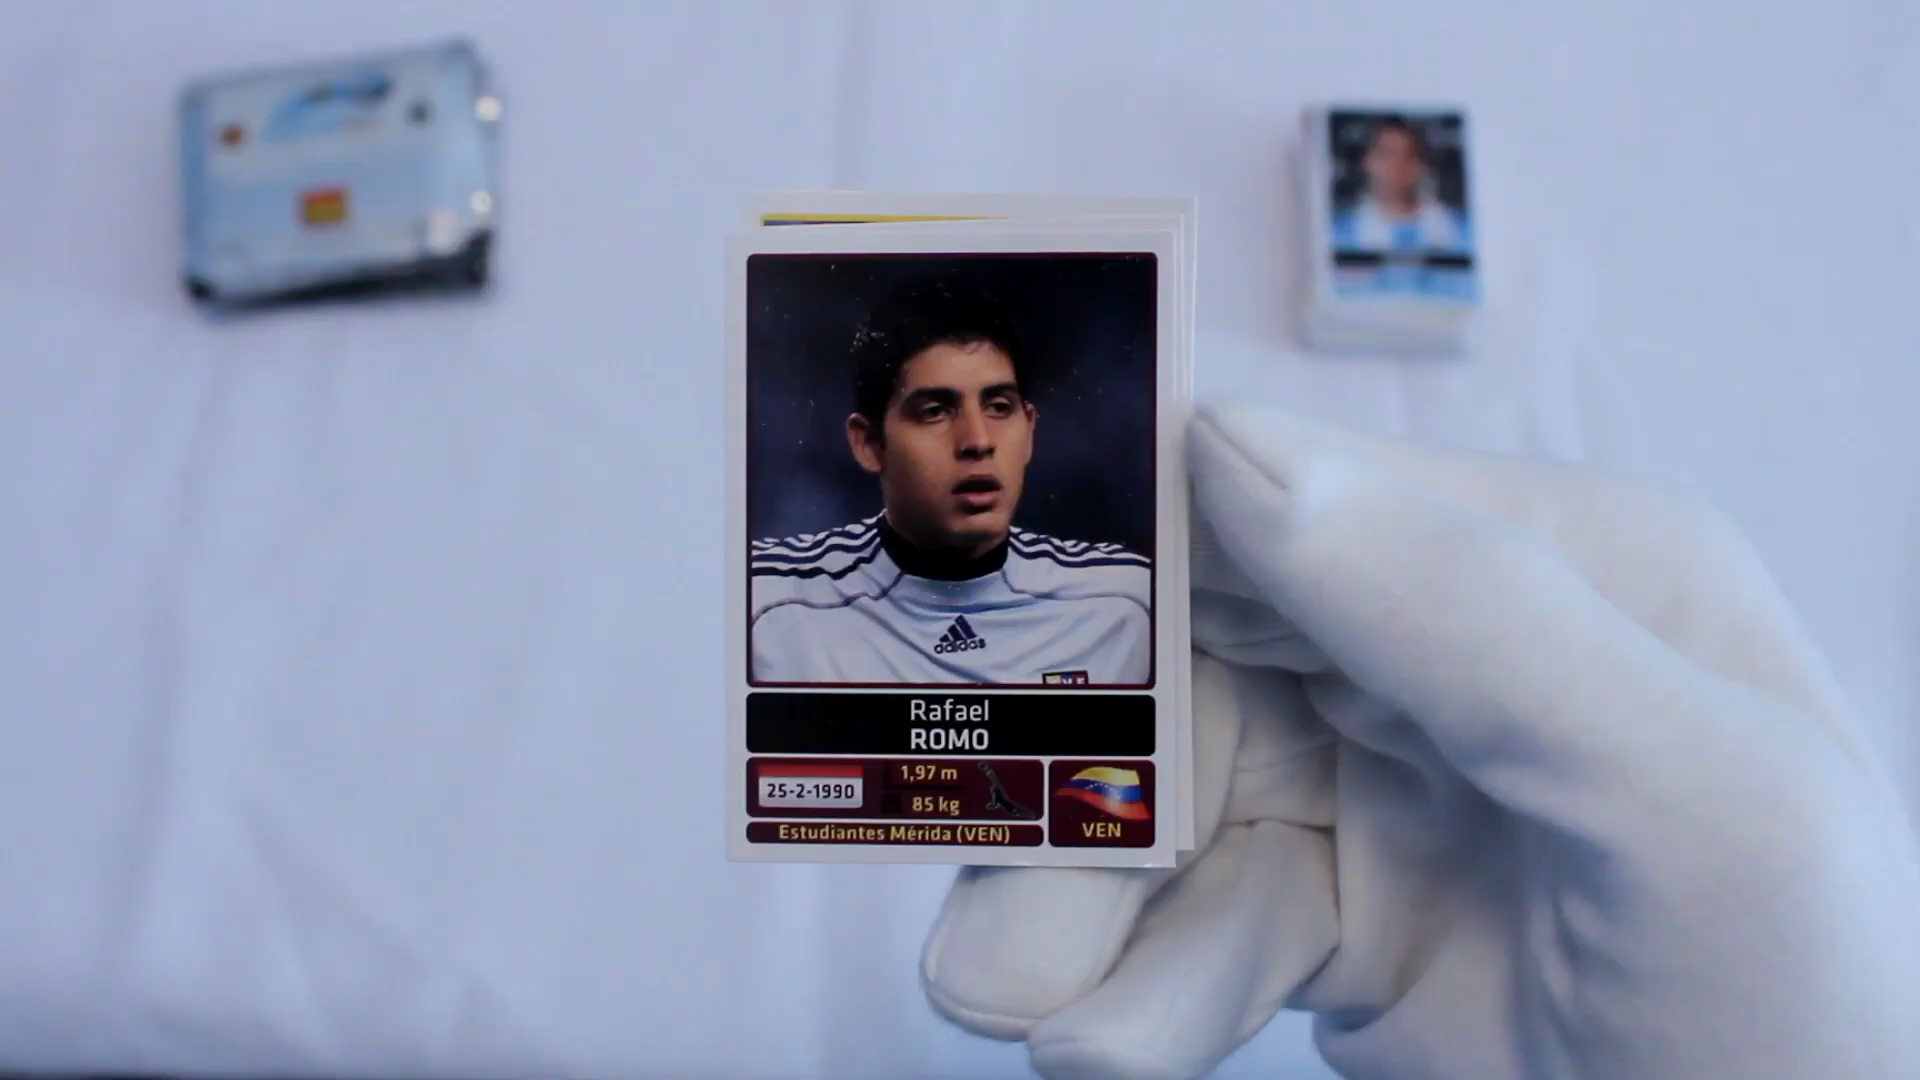 adidas
Rafael
ROMO
25-2-1990
1,97 m
85 kg
Estudiantes Mérida (VEN)
VEN